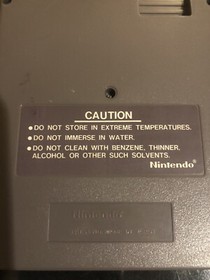 CAUTION
•DO NOT STORE IN EXTREME TEMPERATURES.
•DO NOT IMMERSE IN WATER.
•DO NOT CLEAN WITH BENZENE, THINNER,
ALCOHOL OR OTHER SUCH SOLVENTS.
Nintendo®
Nintendo